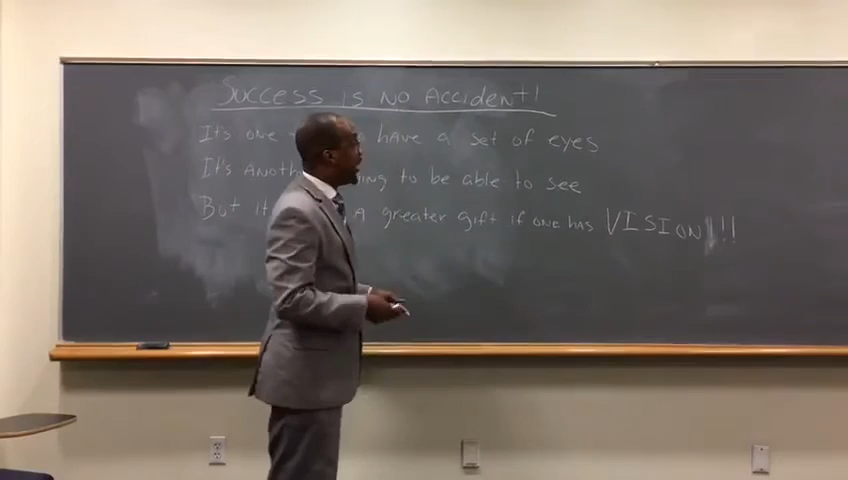 Success is no Accident!
It's one have a set of eyes
It's Anoth to be able to see
But it A greater gift if one has VISION!!!